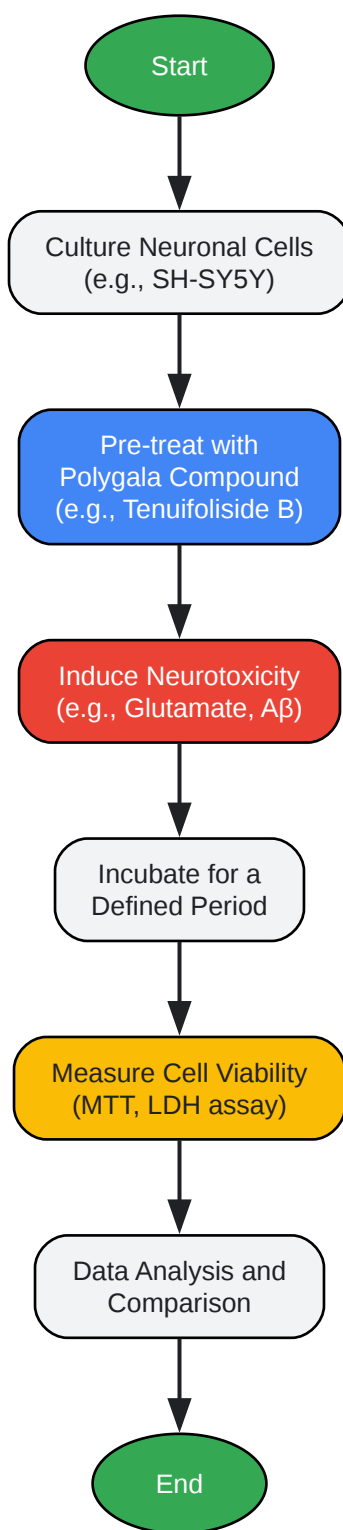 Start
Culture Neuronal Cells
(e.g., SH-SY5Y)
Pre-treat with
Polygala Compound
(e.g., Tenuifoliside B)
Induce Neurotoxicity
(e.g., Glutamate, Aβ)
Incubate for a
Defined Period
Measure Cell Viability
(MTT, LDH assay)
Data Analysis and
Comparison
End